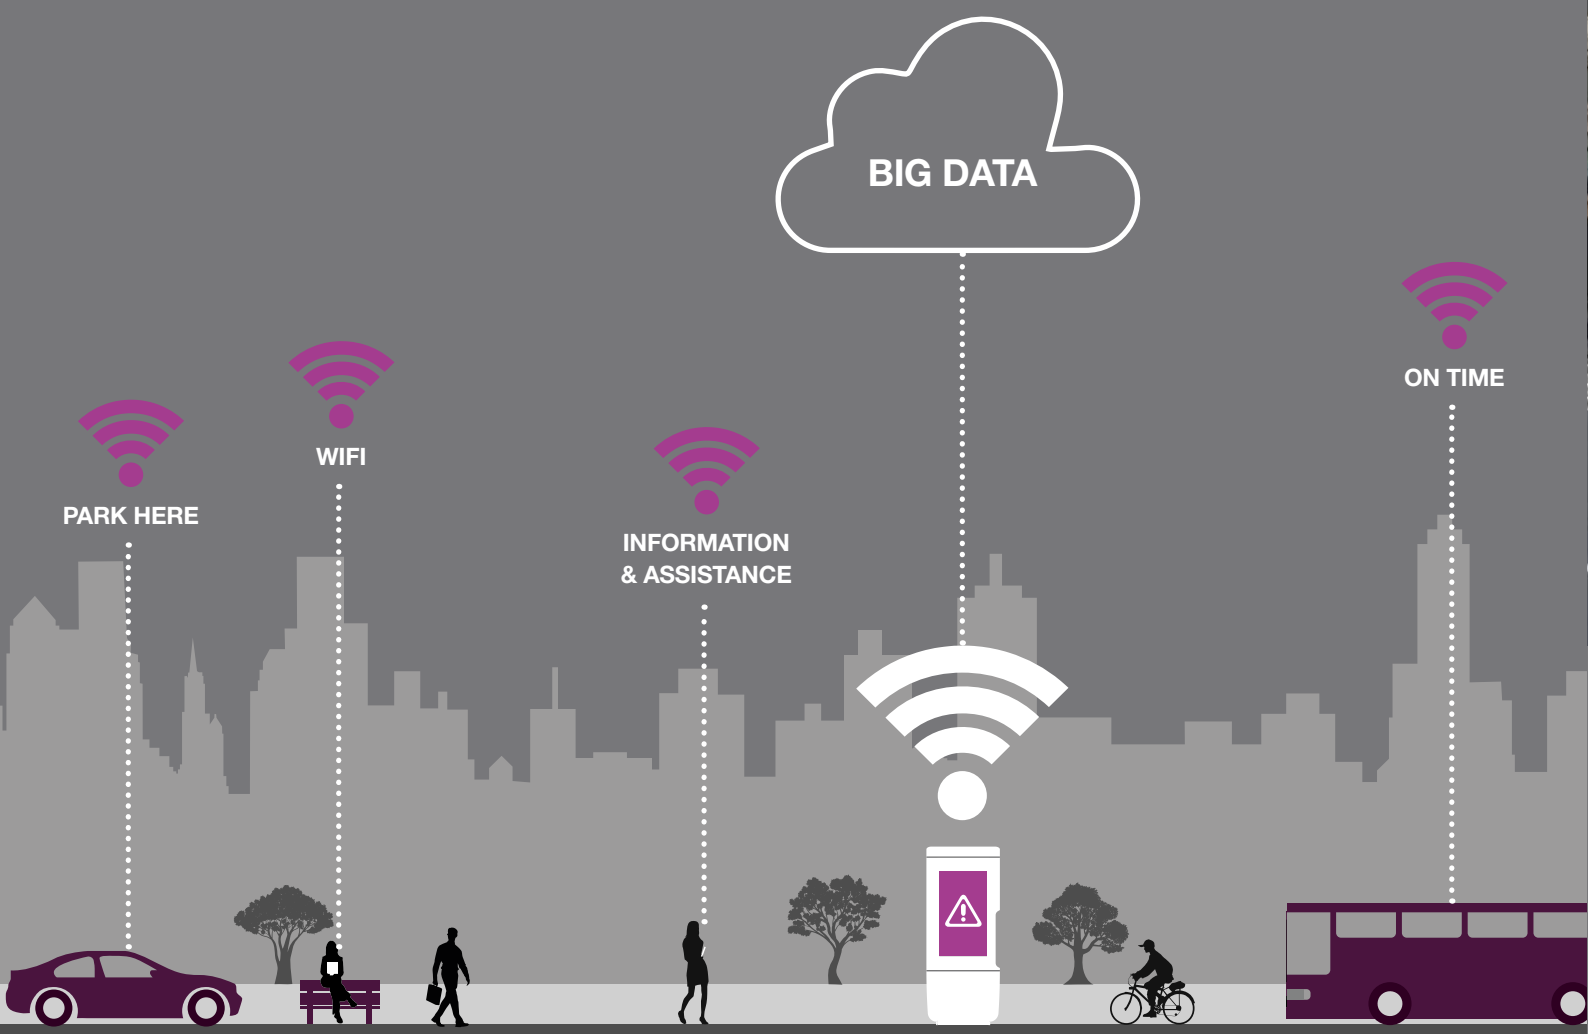 BIG DATA
ON TIME
WIFI
PARK HERE
INFORMATION
& ASSISTANCE